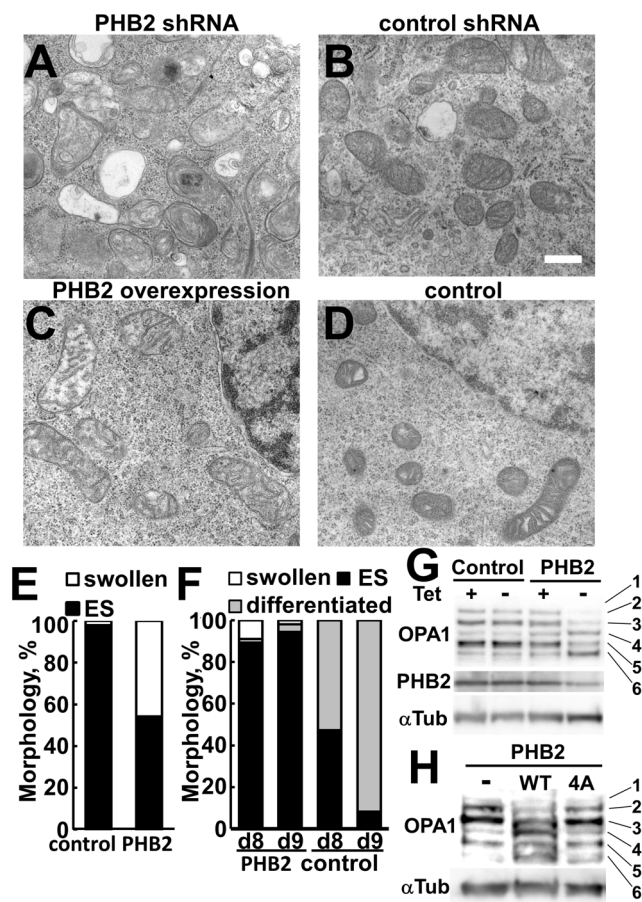 PHB2 shRNA
control shRNA
A
B
PHB2 overexpression
control
C
D
E
swollen
ES
Morphology, %
100
80
60
40
20
0
control PHB2
F
swollen ES
differentiated
Morphology, %
100
80
60
40
20
0
d8 d9 d8 d9
PHB2 control
G
Control PHB2
Tet + - + -
OPA1
PHB2
αTub
1
2
3
4
5
6
H
PHB2
- WT 4A
OPA1
αTub
1
2
3
4
5
6